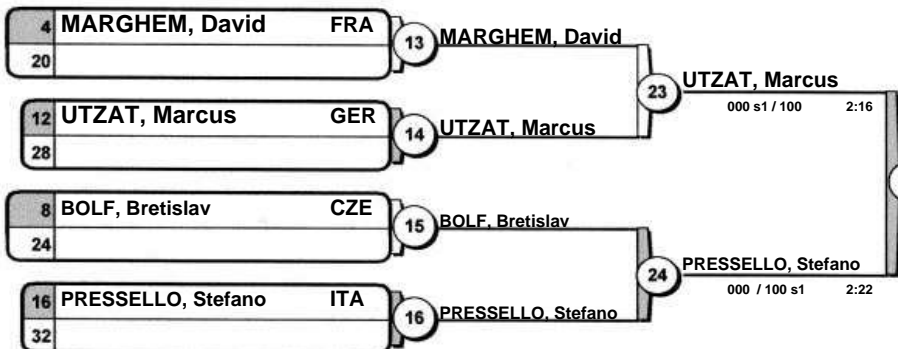 4 MARGHEM, David FRA
20
13 MARGHEM, David
12 UTZAT, Marcus GER
28
14 UTZAT, Marcus
23 UTZAT, Marcus
000 s1 / 100 2:16
8 BOLF, Bretislav CZE
24
15 BOLF, Bretislav
16 PRESSELLO, Stefano ITA
32
16 PRESSELLO, Stefano
24 PRESSELLO, Stefano
000 / 100 s1 2:22